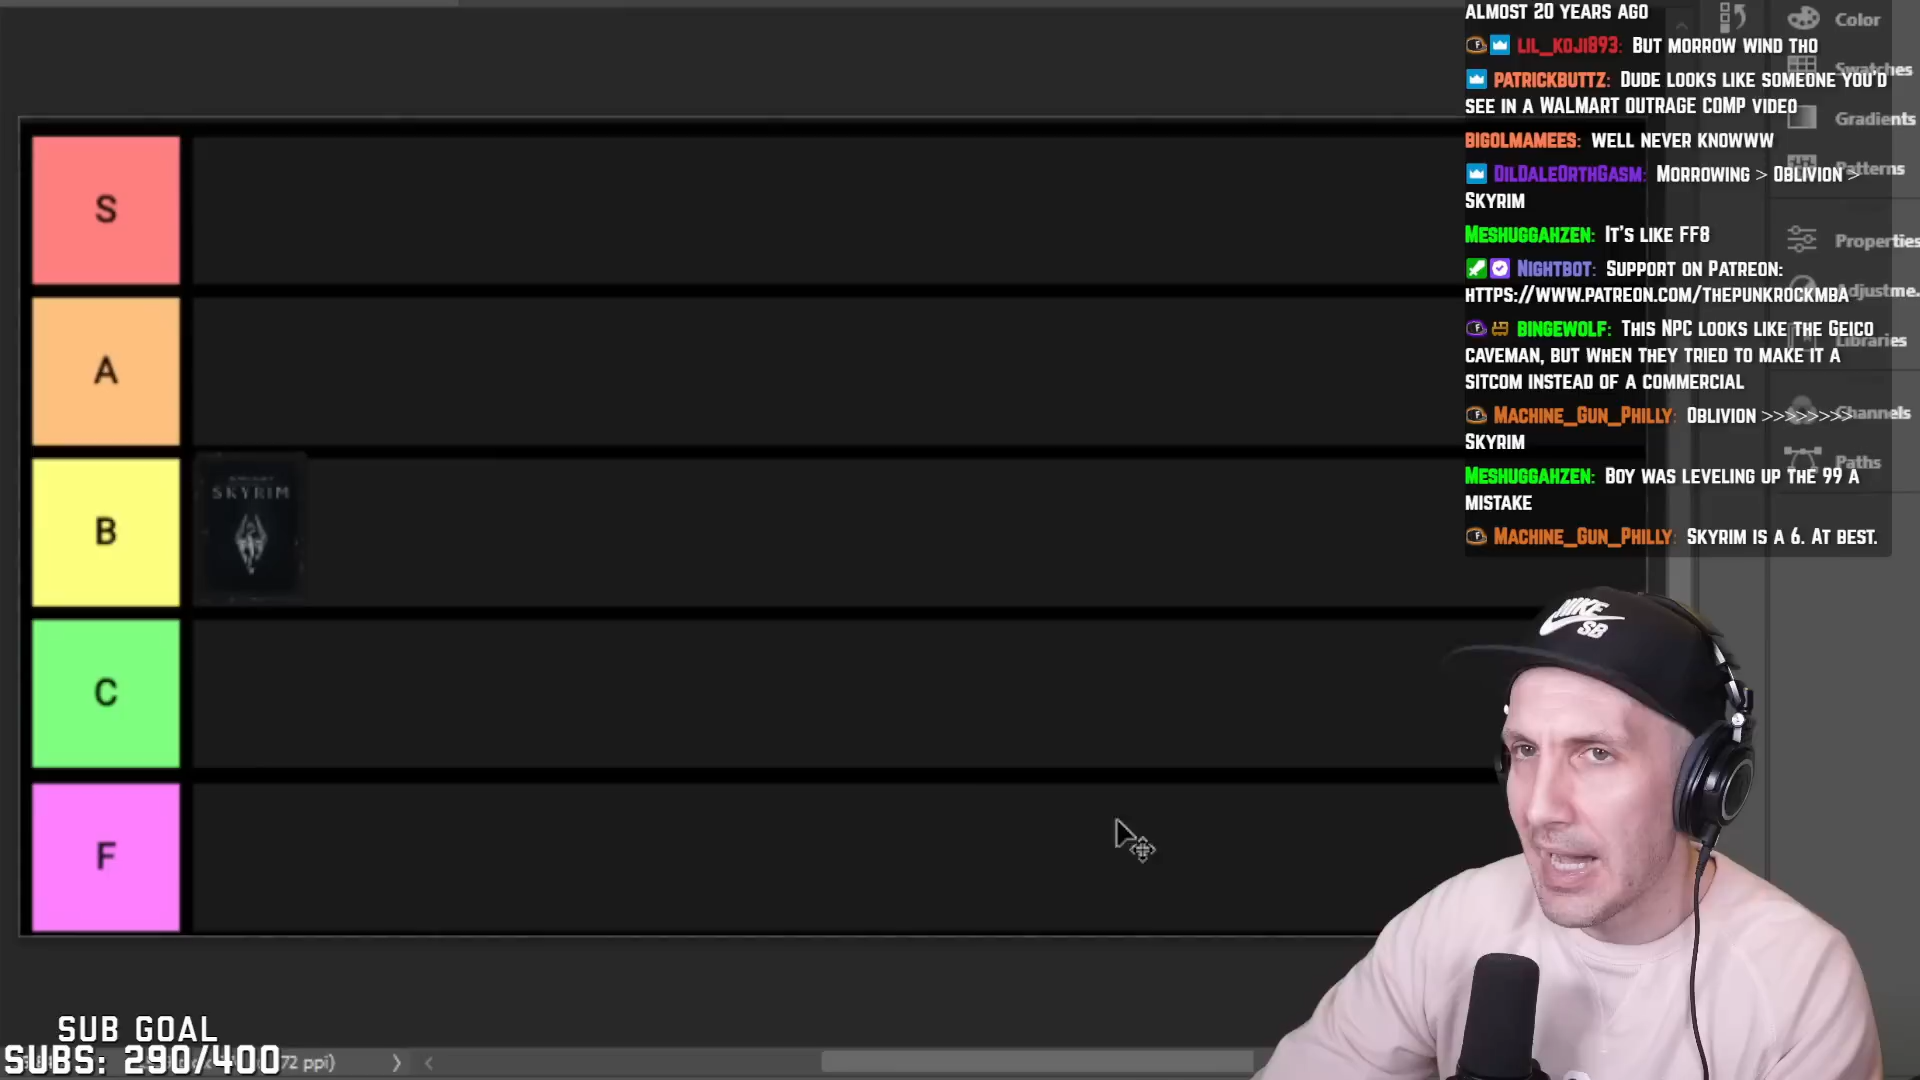 S
A
B
C
F
SKYRIM
ALMOST 20 YEARS AGO
LIL_KOJI893: BUT MORROW WIND THO
PATRICKBUTTZ: DUDE LOOKS LIKE SOMEONE YOU'D
SEE IN A WALMART OUTRAGE COMP VIDEO
BIGOLMAMEES: WELL NEVER KNOWWW
DILDALEORTHGASM: MORROWING > OBLIVION >
SKYRIM
MESHUGGAHZEN: IT'S LIKE FF8
NIGHTBOT: SUPPORT ON PATREON:
HTTPS://WWW.PATREON.COM/THEPUNKROCKMBA
BINGEWOLF: THIS NPC LOOKS LIKE THE GEICO
CAVEMAN, BUT WHEN THEY TRIED TO MAKE IT A
SITCOM INSTEAD OF A COMMERCIAL
MACHINE_GUN_PHILLY: OBLIVION >>>>>>>>
SKYRIM
MESHUGGAHZEN: BOY WAS LEVELING UP THE 99 A
MISTAKE
MACHINE_GUN_PHILLY: SKYRIM IS A 6. AT BEST.
Color
Swatches
Gradients
Patterns
Properties
Adjustme...
Libraries
Channels
Paths
NIKE
SB
SUB GOAL
SUBS: 290/400
72 ppi)